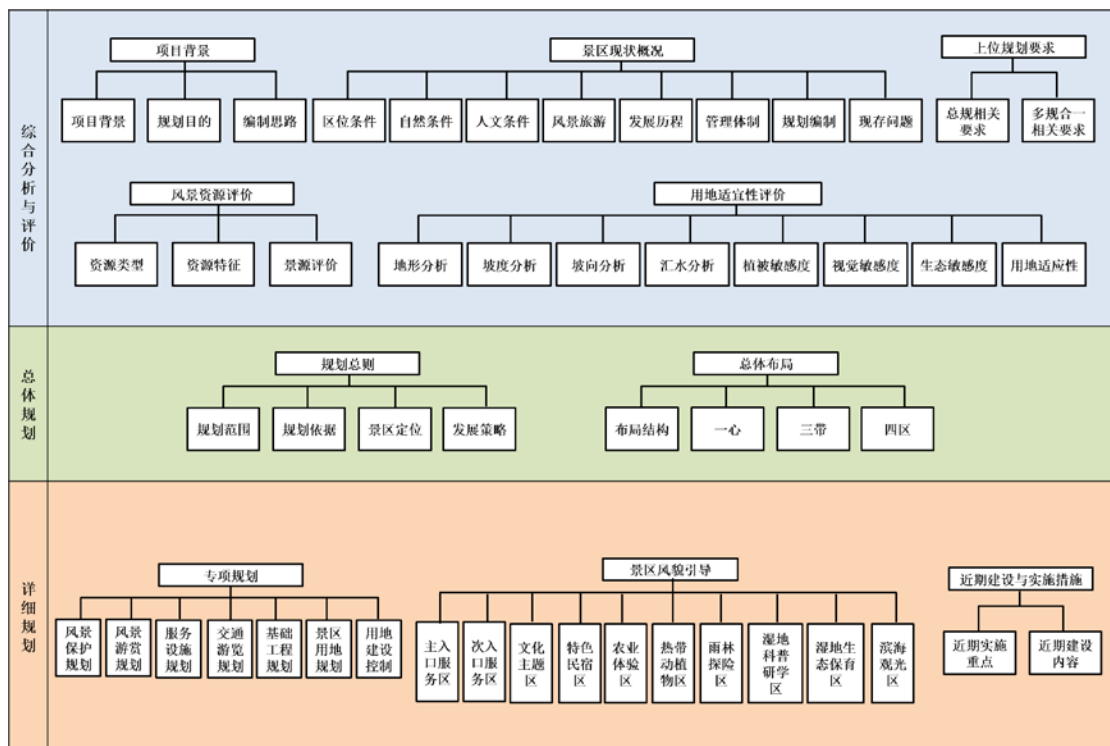 综合分析与评价
项目背景
景区现状概况
上位规划要求
项目背景
规划目的
编制思路
区位条件
自然条件
人文条件
风景旅游
发展历程
管理体制
规划编制
现存问题
总规相关
要求
多规合一
相关要求
风景资源评价
用地适宜性评价
资源类型
资源特征
景源评价
地形分析
坡度分析
坡向分析
汇水分析
植被敏感度
视觉敏感度
生态敏感度
用地适应性
总体规划
规划总则
总体布局
规划范围
规划依据
景区定位
发展策略
布局结构
一心
三带
四区
详细规划
专项规划
景区风貌引导
近期建设与实施措施
风景
保护
规划
风景
游赏
规划
服务
设施
规划
交通
游览
规划
基础
工程
规划
景区
用地
规划
用地
建设
控制
主入
口服
务区
次入
口服
务区
文化
主题
区
特色
民宿
区
农业
体验
区
热带
动植
物区
雨林
探险
区
湿地
科普
研学
区
湿地生
态保育
区
滨海
观光
区
近期实施
重点
近期建设
内容